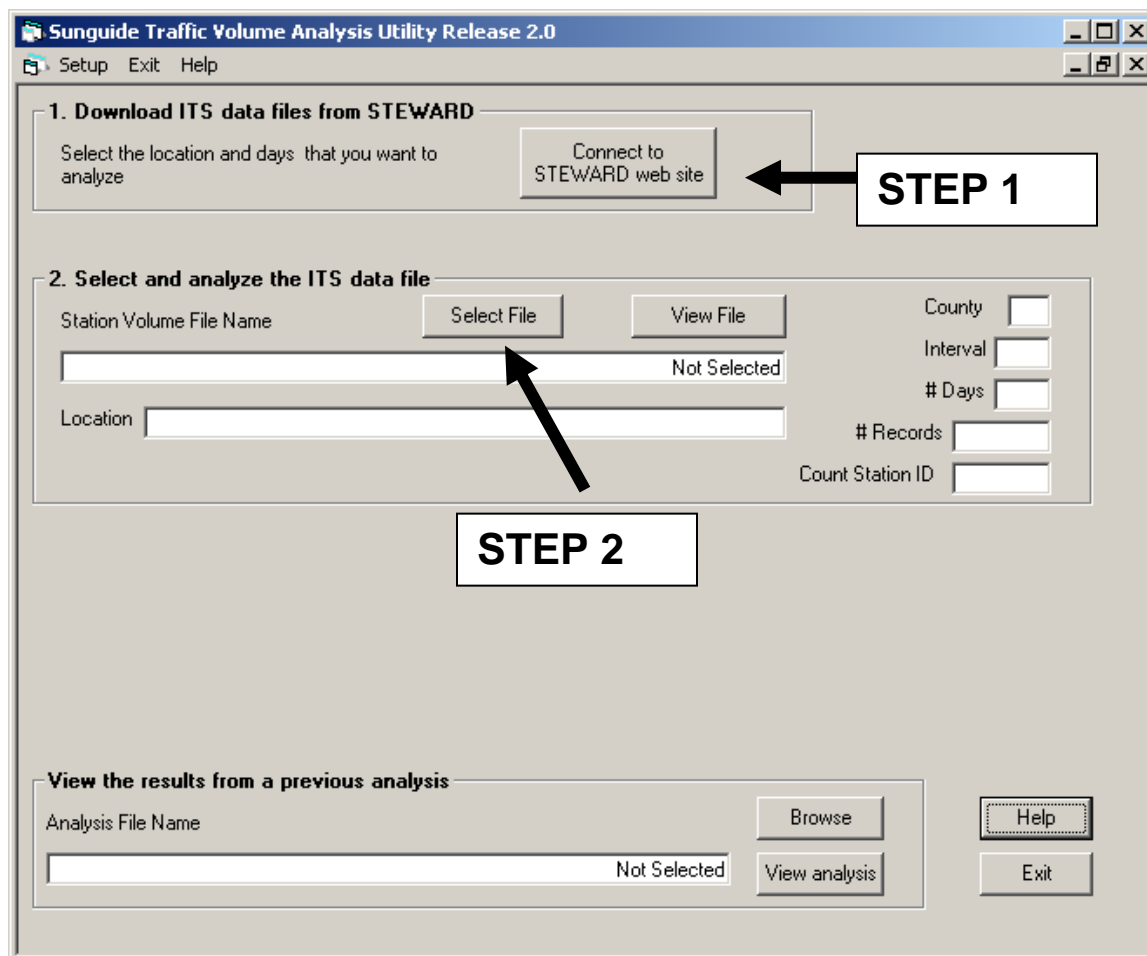 Sunguide Traffic Volume Analysis Utility Release 2.0
Setup Exit Help
1. Download ITS data files from STEWARD
Select the location and days that you want to
analyze
Connect to
STEWARD web site
STEP 1
2. Select and analyze the ITS data file
Station Volume File Name
Select File
View File
County
Interval
Not Selected
# Days
Location
# Records
Count Station ID
STEP 2
View the results from a previous analysis
Analysis File Name
Browse
Help
Not Selected
View analysis
Exit